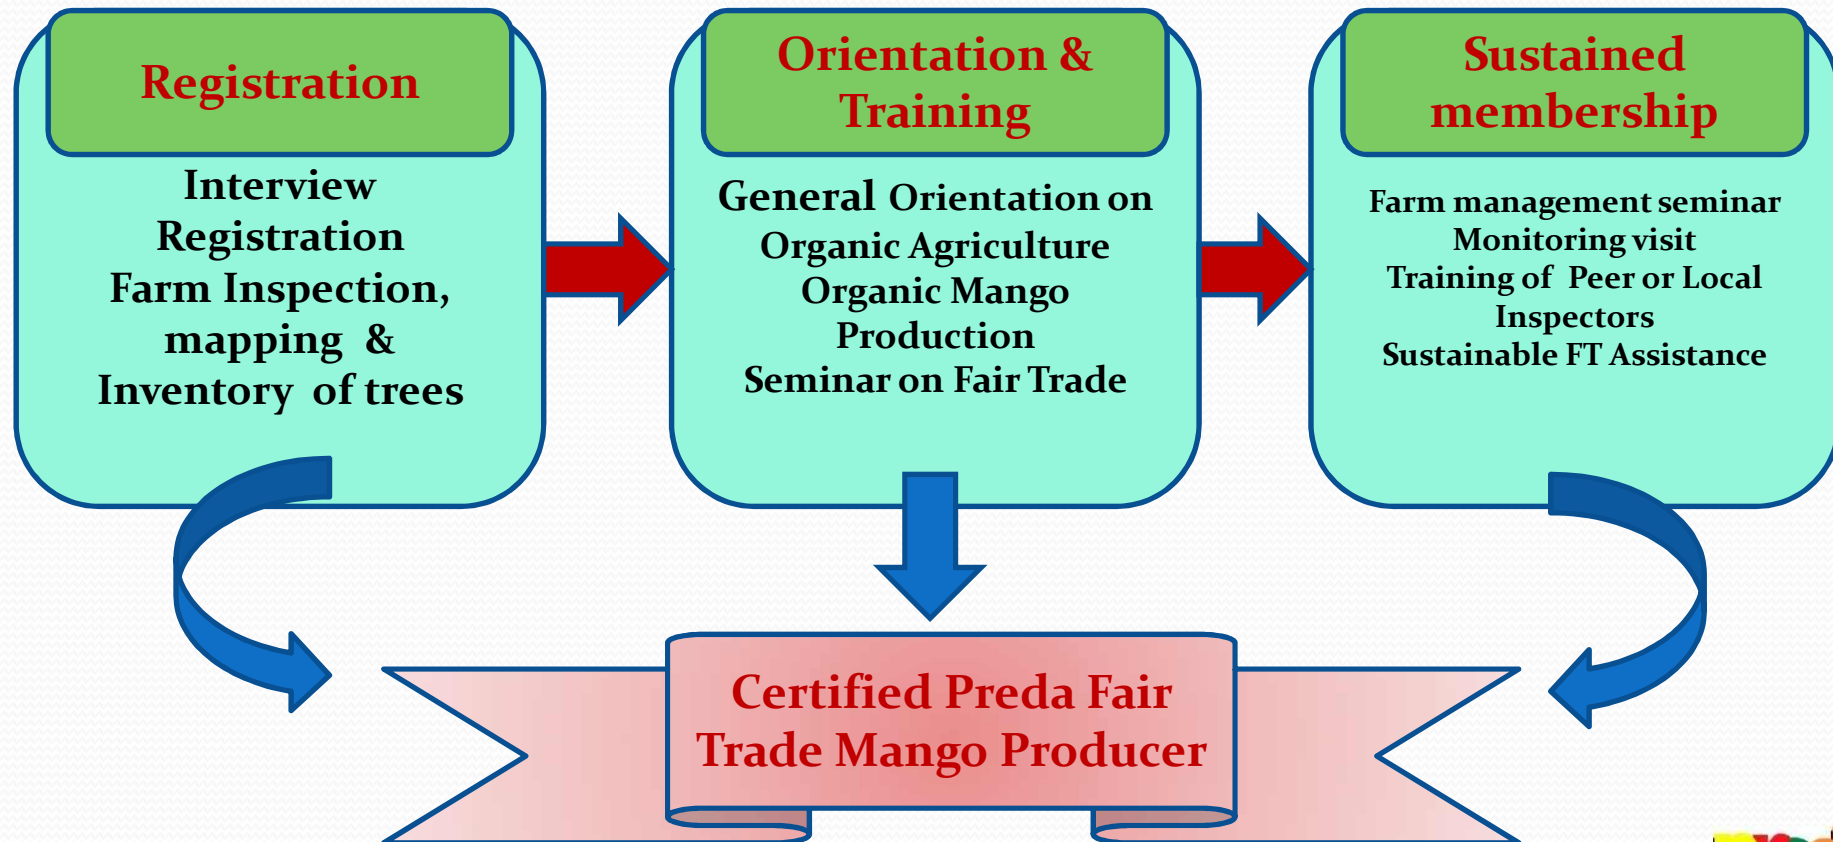 Registration
Interview
Registration
Farm Inspection,
mapping &
Inventory of trees
Orientation &
Training
General Orientation on
Organic Agriculture
Organic Mango
Production
Seminar on Fair Trade
Sustained
membership
Farm management seminar
Monitoring visit
Training of Peer or Local
Inspectors
Sustainable FT Assistance
Certified Preda Fair
Trade Mango Producer